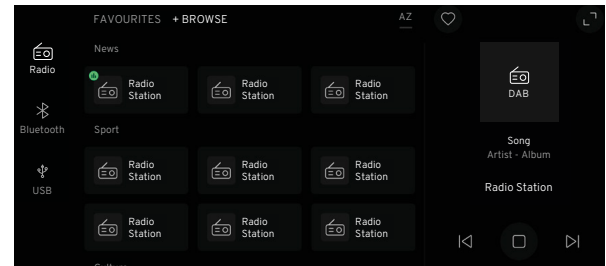 FAVOURITES + BROWSE AZ
Radio
Bluetooth
USB
News
Radio Station
Radio Station
Radio Station
Sport
Radio Station
Radio Station
Radio Station
Radio Station
Radio Station
Radio Station
DAB
Song
Artist - Album
Radio Station